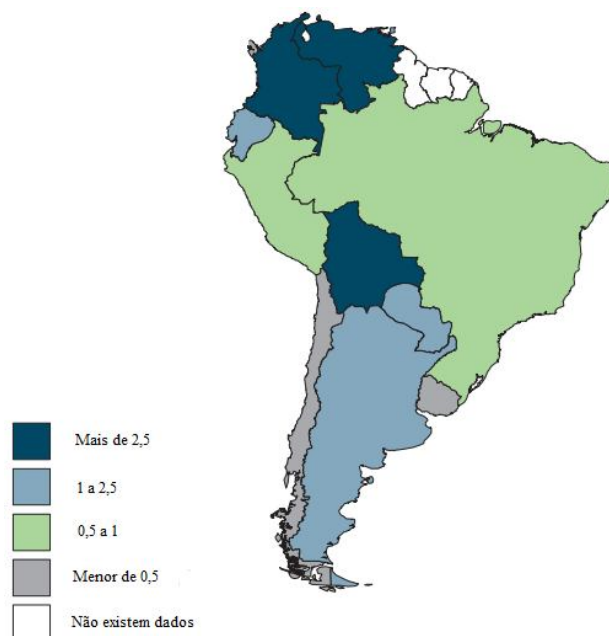 Mais de 2,5
1 a 2,5
0,5 a 1
Menor de 0,5
Não existem dados